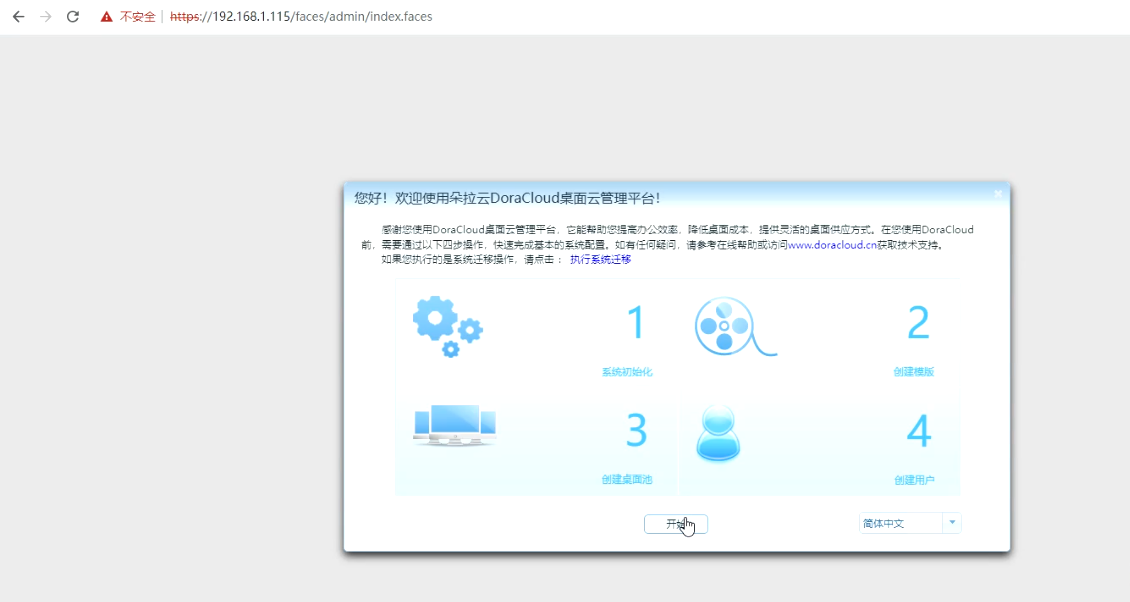 不安全 https://192.168.1.115/faces/admin/index.faces
您好！欢迎使用朵拉云DoraCloud桌面云管理平台！
感谢您使用DoraCloud桌面云管理平台，它能帮助您提高办公效率，降低桌面成本，提供灵活的桌面供应方式。在您使用DoraCloud
前，需要通过以下四步操作，快速完成基本的系统配置。如有任何疑问，请参考在线帮助或访问www.doracloud.cn获取技术支持。
如果您执行的是系统迁移操作，请点击： 执行系统迁移
1
2
系统初始化
创建模版
3
4
创建桌面池
创建用户
开始
简体中文